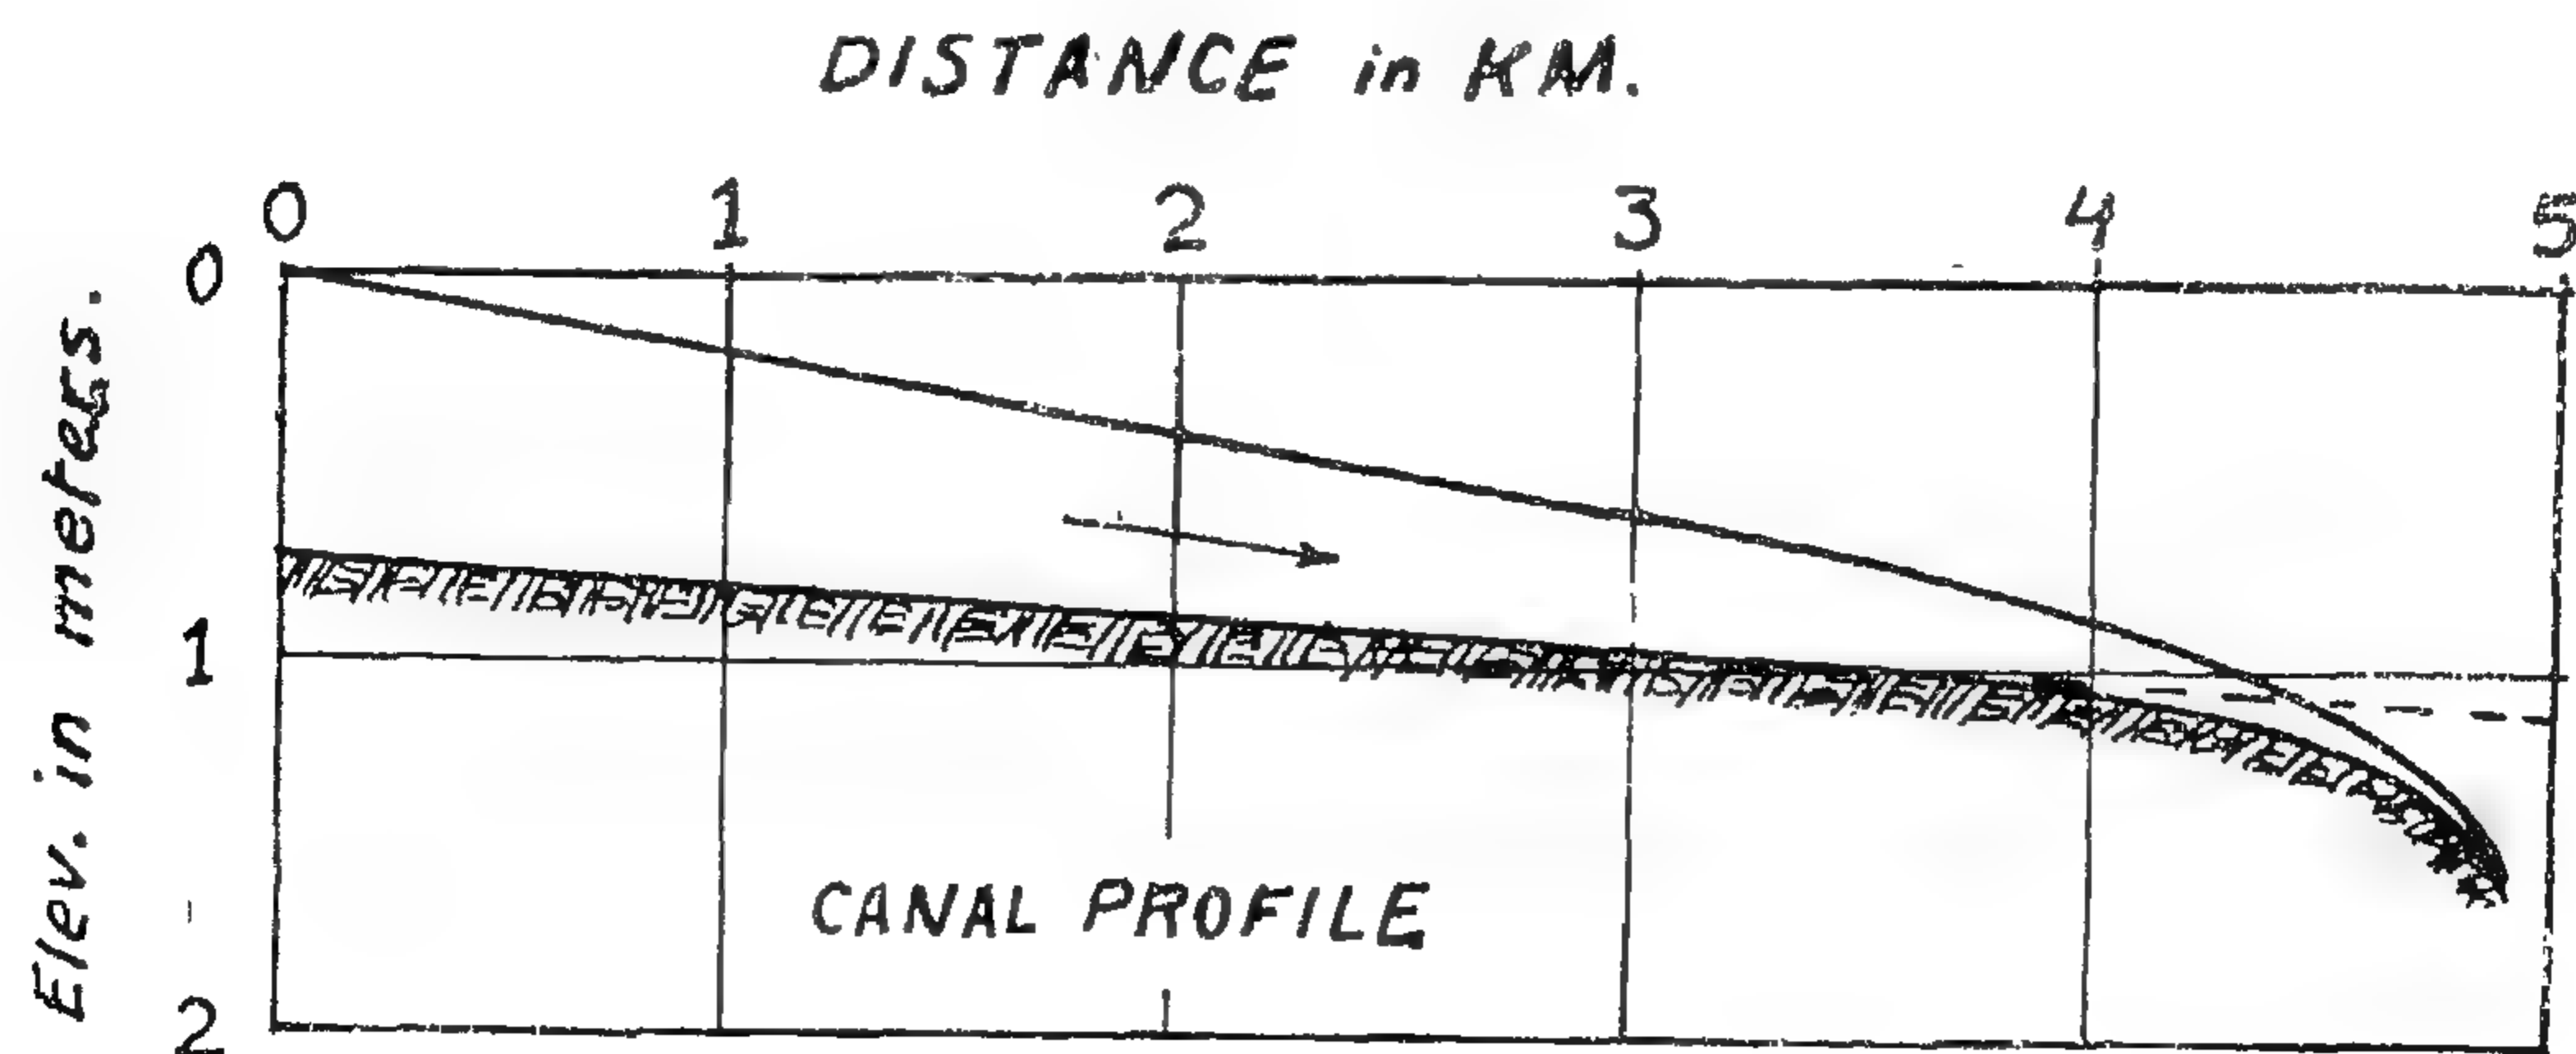 DISTANCE in KM.
0 1 2 3 4 5
0
Elev. in meters.
1
CANAL PROFILE
2